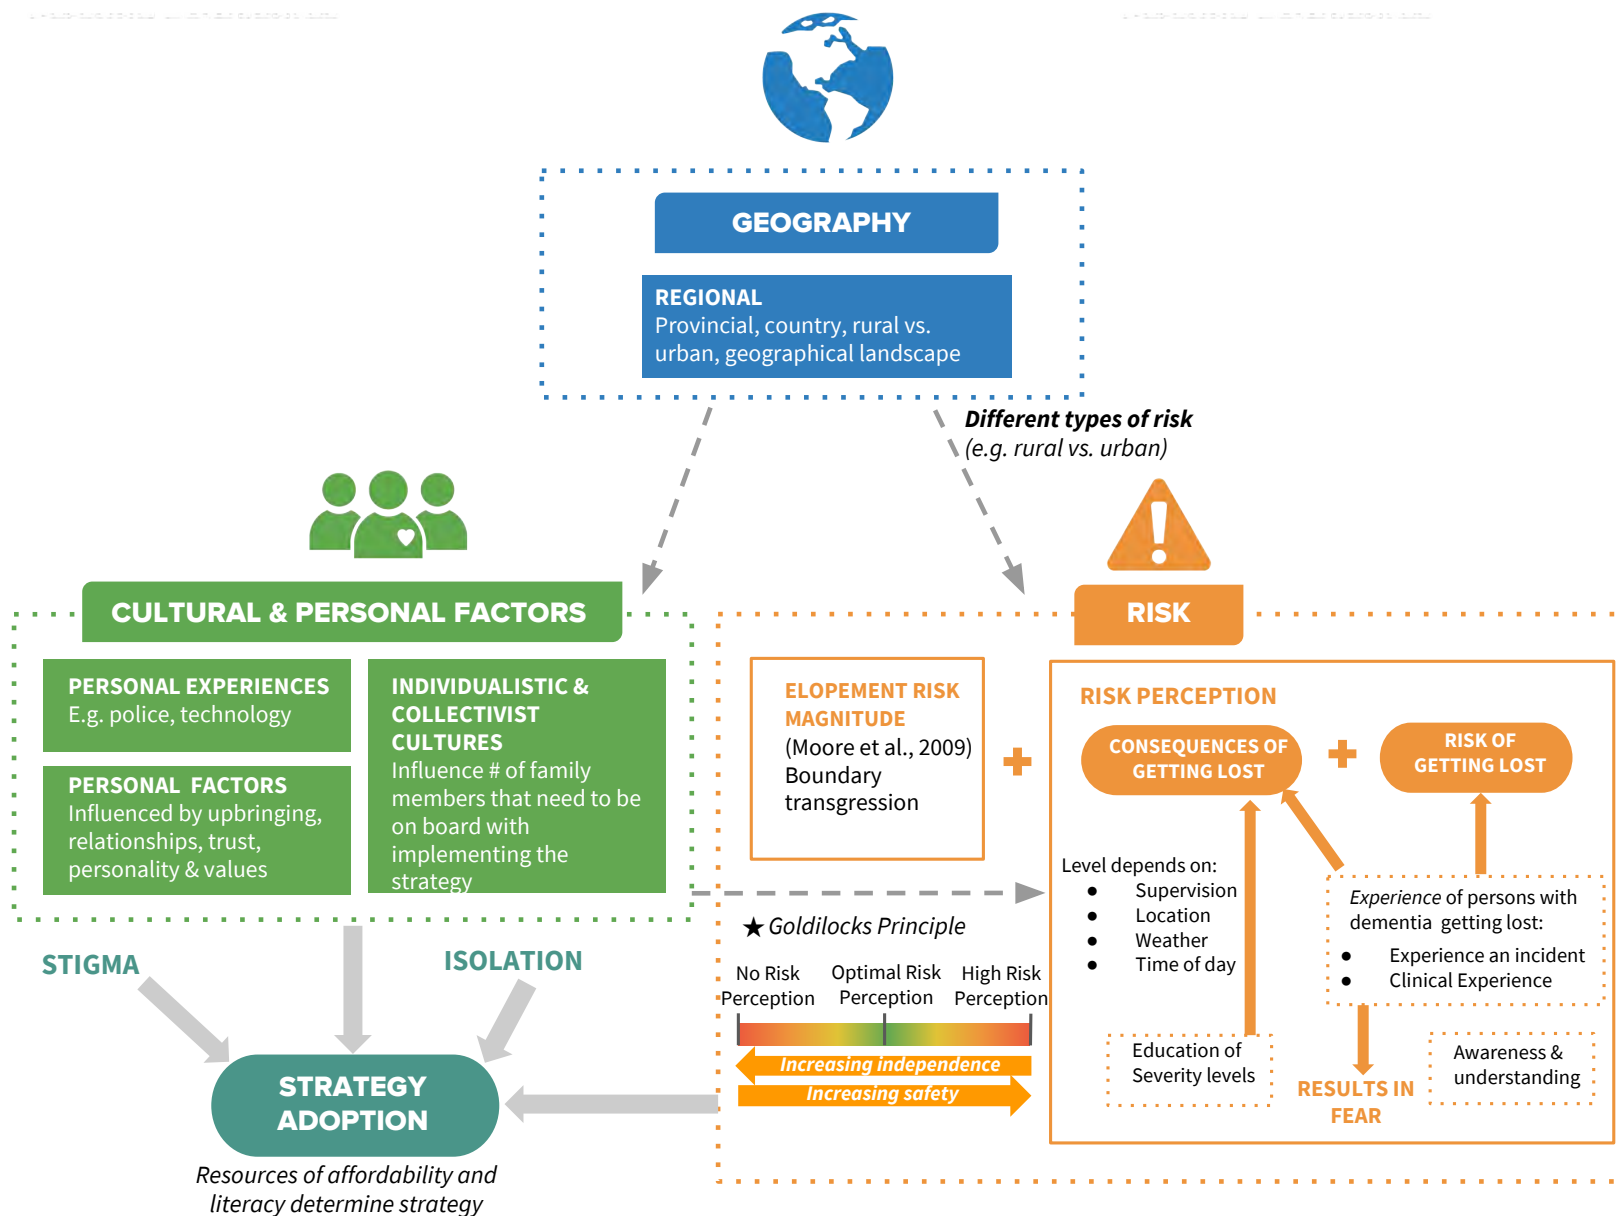 GEOGRAPHY
REGIONAL
Provincial, country, rural vs.
urban, geographical landscape
Different types of risk
(e.g. rural vs. urban)
CULTURAL & PERSONAL FACTORS
PERSONAL EXPERIENCES
E.g. police, technology
PERSONAL FACTORS
Influenced by upbringing,
relationships, trust,
personality & values
INDIVIDUALISTIC &
COLLECTIVIST
CULTURES
Influence # of family
members that need to be
on board with
implementing the
strategy
RISK
ELOPEMENT RISK
MAGNITUDE
(Moore et al., 2009)
Boundary
transgression
RISK PERCEPTION
CONSEQUENCES OF
GETTING LOST
RISK OF
GETTING LOST
Level depends on:
● Supervision
● Location
● Weather
● Time of day
Experience of persons with
dementia getting lost:
● Experience an incident
● Clinical Experience
Education of
Severity levels
RESULTS IN
FEAR
Awareness &
understanding
★ Goldilocks Principle
No Risk
Perception
Optimal Risk
Perception
High Risk
Perception
Increasing independence
Increasing safety
STIGMA
ISOLATION
STRATEGY
ADOPTION
Resources of affordability and
literacy determine strategy